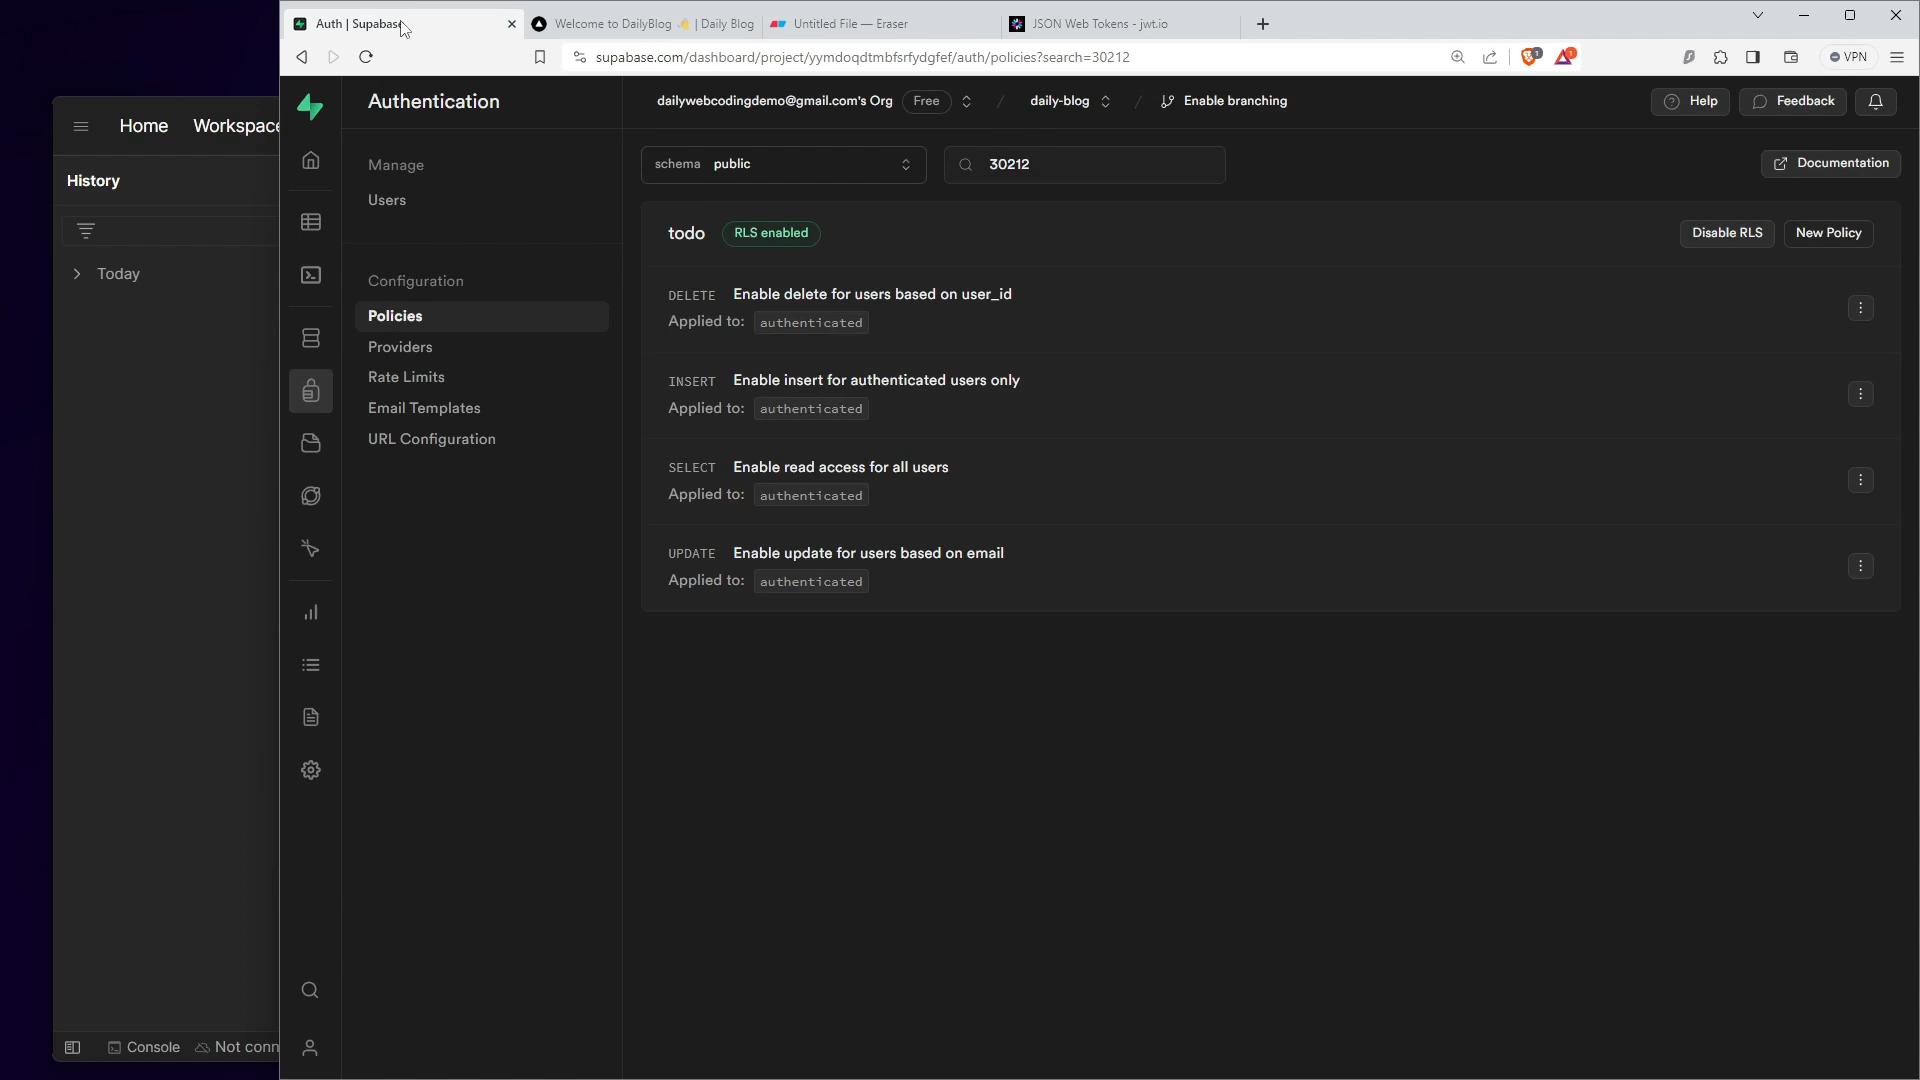 Auth | Supabase
Welcome to DailyBlog 👋 | Daily Blog
Untitled File — Eraser
JSON Web Tokens - jwt.io
supabase.com/dashboard/project/yymdoqdtmbfsrfydgfef/auth/policies?search=30212
1
1
VPN
Home
Workspace
History
Today
Console
Not conn
Authentication
Manage
Users
Configuration
Policies
Providers
Rate Limits
Email Templates
URL Configuration
dailywebcodingdemo@gmail.com's Org Free / daily-blog / Enable branching
Help
Feedback
schema public
30212
Documentation
todo RLS enabled
Disable RLS
New Policy
DELETE Enable delete for users based on user_id
Applied to: authenticated
INSERT Enable insert for authenticated users only
Applied to: authenticated
SELECT Enable read access for all users
Applied to: authenticated
UPDATE Enable update for users based on email
Applied to: authenticated